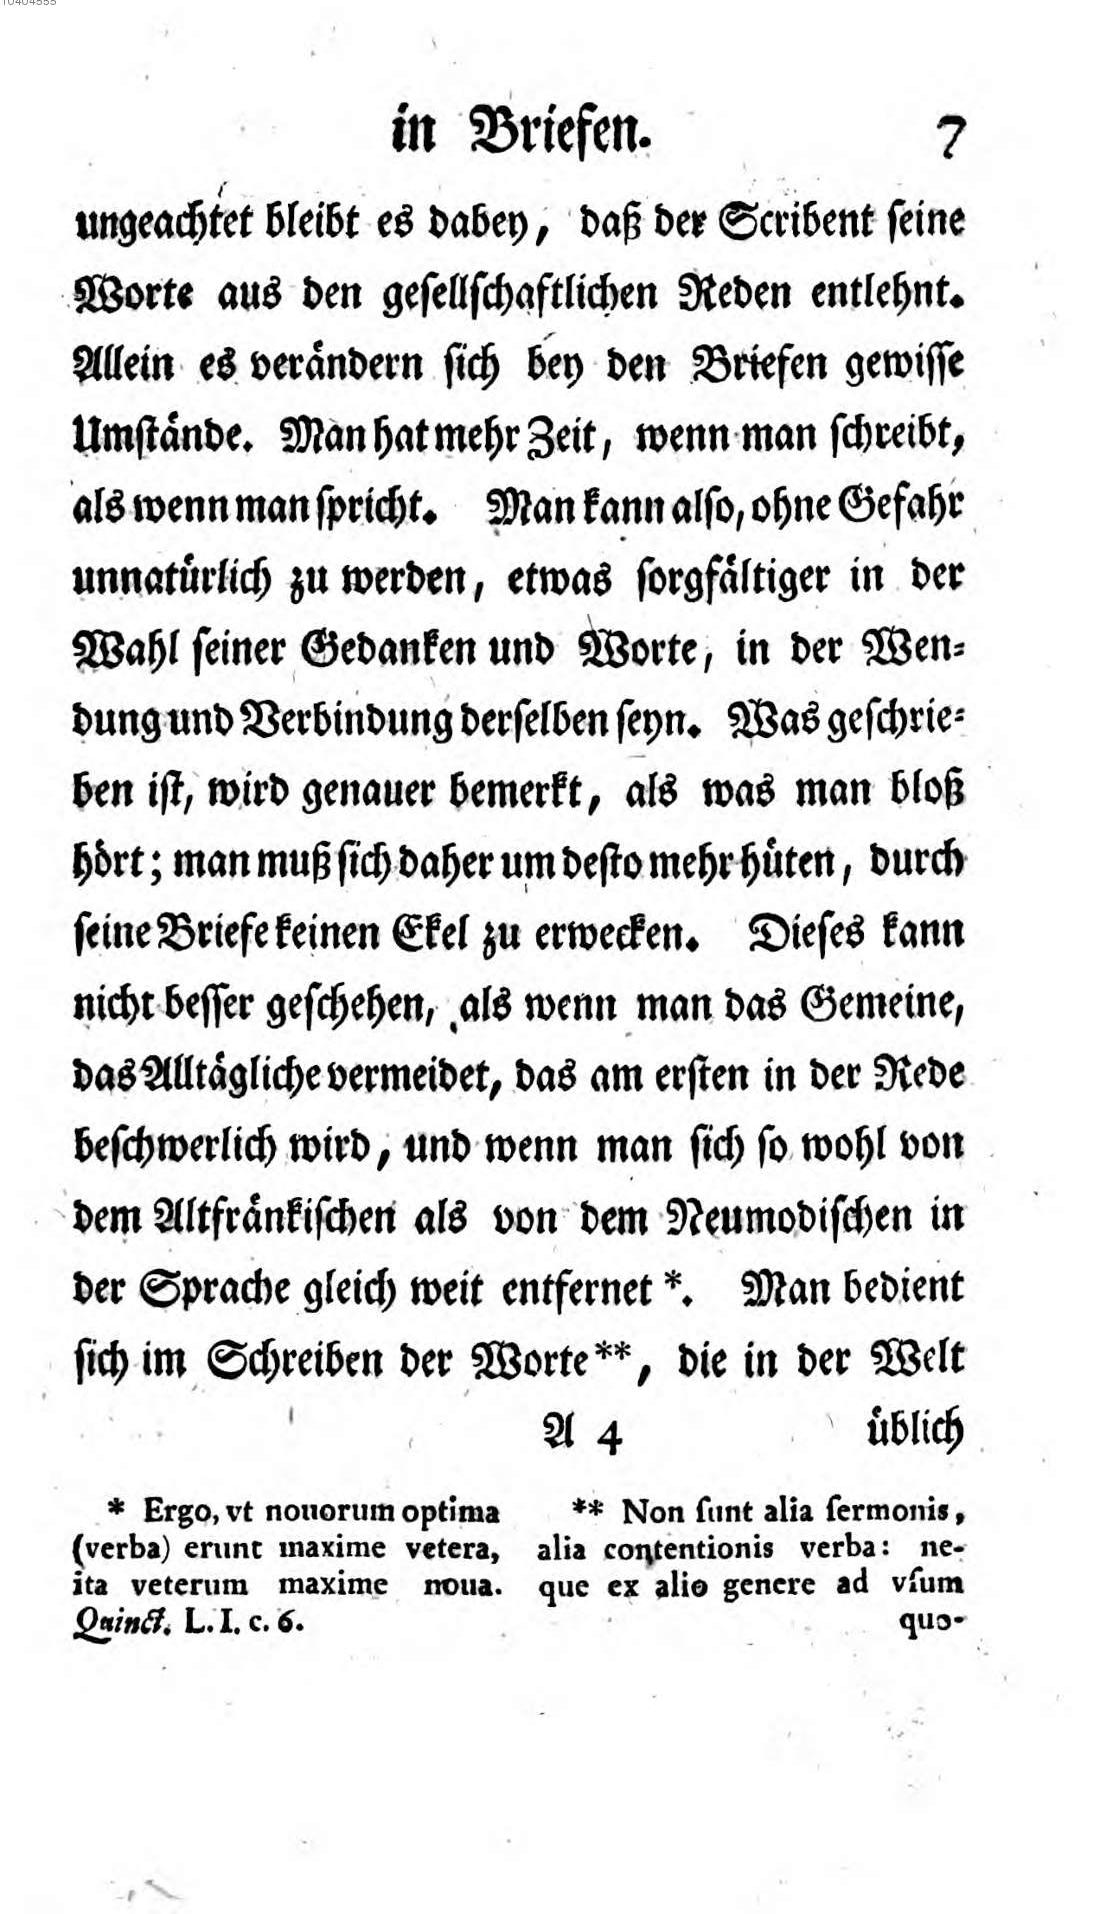 10404555
in Briefen. 7
ungeachtet bleibt es dabey, daß der Scribent ſeine
Worte aus den geſellſchaftlichen Reden entlehnt.
Allein es verändern ſich bey den Briefen gewiſſe
Umſtände. Man hat mehr Zeit, wenn man ſchreibt,
als wenn man ſpricht. Man kann alſo, ohne Gefahr
unnatürlich zu werden, etwas ſorgfältiger in der
Wahl ſeiner Gedanken und Worte, in der Wen-
dung und Verbindung derſelben ſeyn. Was geſchrie-
ben iſt, wird genauer bemerkt, als was man bloß
hört; man muß ſich daher um deſto mehr hüten, durch
ſeine Briefe keinen Ekel zu erwecken. Dieſes kann
nicht beſſer geſchehen, als wenn man das Gemeine,
das Alltägliche vermeidet, das am erſten in der Rede
beſchwerlich wird, und wenn man ſich ſo wohl von
dem Altfränkiſchen als von dem Neumodiſchen in
der Sprache gleich weit entfernet *. Man bedient
ſich im Schreiben der Worte **, die in der Welt
A 4 üblich
* Ergo, vt nouorum optima
(verba) erunt maxime vetera,
ita veterum maxime noua.
Quinct. L. I. c. 6.
** Non ſunt alia ſermonis,
alia contentionis verba: ne-
que ex alio genere ad vſum
quo-